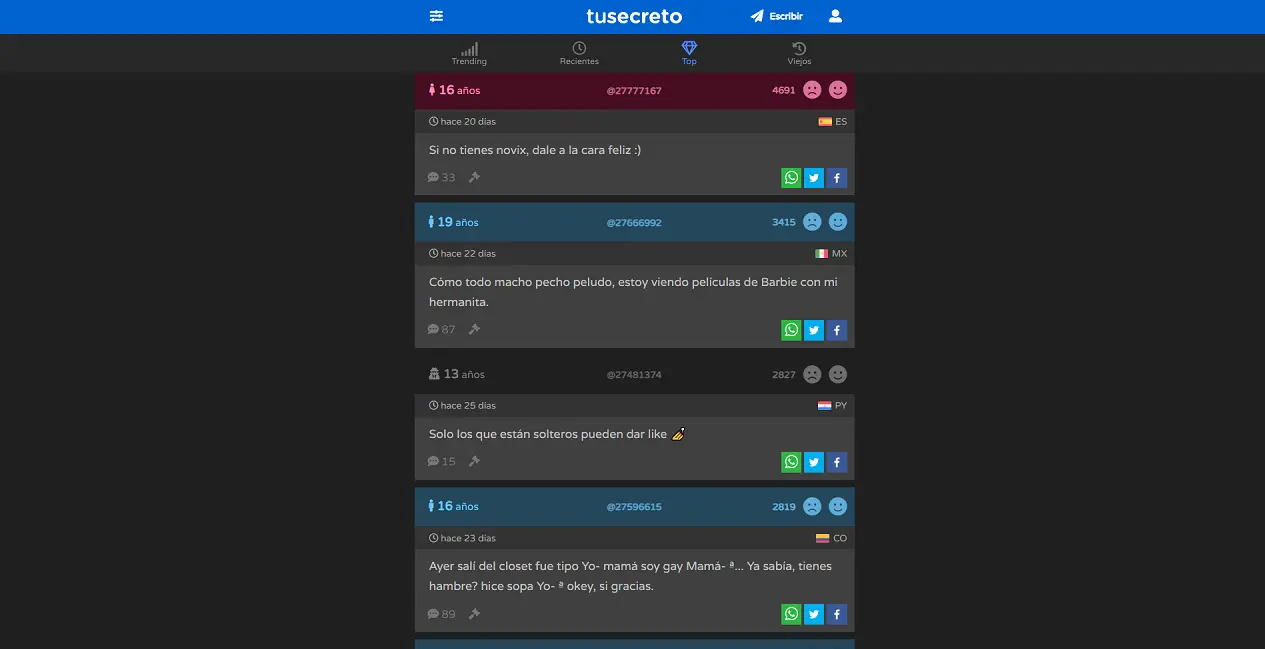 tusecreto
Escribir
Trending
Recientes
Top
Viejos
16 años @27777167 4691
hace 20 días ES
Si no tienes novix, dale a la cara feliz :)
33
19 años @27666992 3415
hace 22 días MX
Cómo todo macho pecho peludo, estoy viendo películas de Barbie con mi
hermanita.
87
13 años @27481374 2827
hace 25 días PY
Solo los que están solteros pueden dar like 💅
15
16 años @27596615 2819
hace 23 días CO
Ayer salí del closet fue tipo Yo- mamá soy gay Mamá- ª... Ya sabía, tienes
hambre? hice sopa Yo- ª okey, si gracias.
89